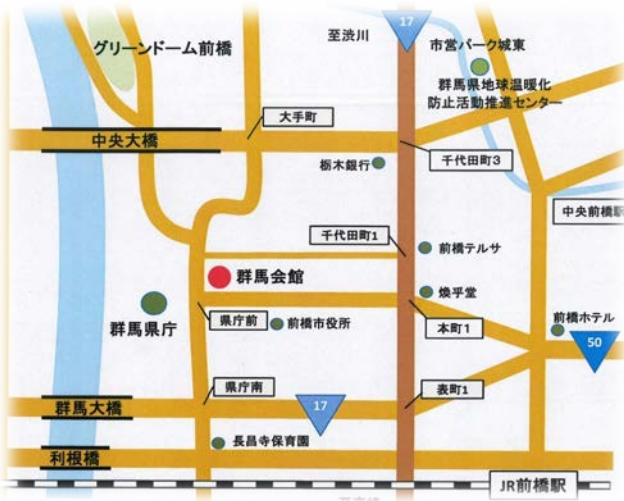 17
至渋川
市営パーク城東
グリーンドーム前橋
群馬県地球温暖化
防止活動推進センター
大手町
中央大橋
千代田町3
栃木銀行
中央前橋駅
千代田町1
前橋テルサ
群馬会館
煥乎堂
群馬県庁
県庁前
前橋市役所
本町1
前橋ホテル
50
県庁南
17
表町1
群馬大橋
長昌寺保育園
利根橋
JR前橋駅